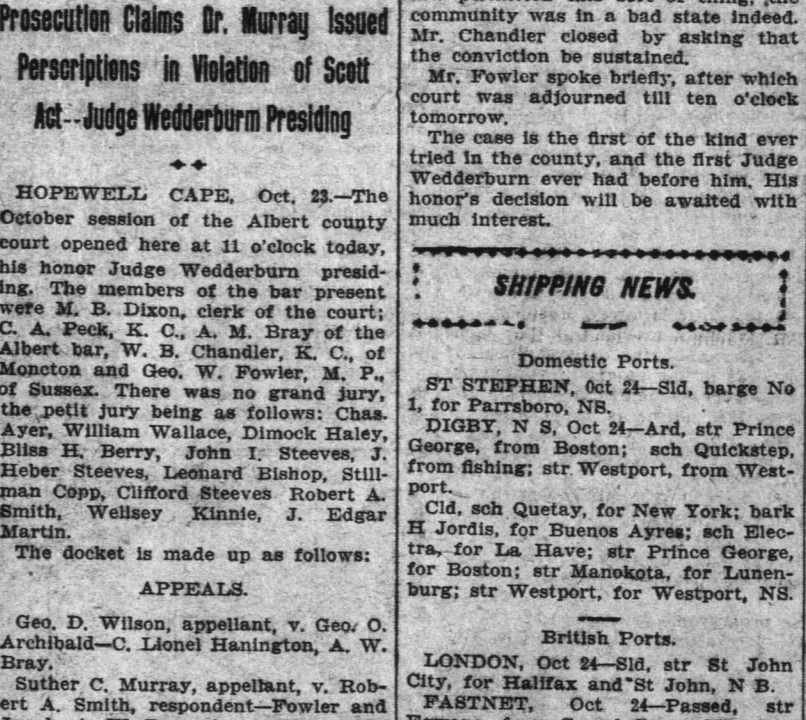 Prosecution Claims Dr. Murray Issued
Perscriptions in Violation of Scott
Act--Judge Wedderburm Presiding
HOPEWELL CAPE, Oct. 23.—The
October session of the Albert county
court opened here at 11 o'clock today,
his honor Judge Wedderburn presid-
ing. The members of the bar present
were M. B. Dixon, clerk of the court;
C. A. Peck, K. C., A. M. Bray of the
Albert bar, W. B. Chandler, K. C., of
Moncton and Geo. W. Fowler, M. P.,
of Sussex. There was no grand jury,
the petit jury being as follows: Chas.
Ayer, William Wallace, Dimock Haley,
Bliss H. Berry, John I. Steeves, J.
Heber Steeves, Leonard Bishop, Still-
man Copp, Clifford Steeves Robert A.
Smith, Wellsey Kinnie, J. Edgar
Martin.
The docket is made up as follows:
APPEALS.
Geo. D. Wilson, appellant, v. Geo. O.
Archibald—C. Lionel Hanington, A. W.
Bray.
Suther C. Murray, appellant, v. Rob-
ert A. Smith, respondent—Fowler and
community was in a bad state indeed.
Mr. Chandler closed by asking that
the conviction be sustained.
Mr. Fowler spoke briefly, after which
court was adjourned till ten o'clock
tomorrow.
The case is the first of the kind ever
tried in the county, and the first Judge
Wedderburn ever had before him. His
honor's decision will be awaited with
much interest.
SHIPPING NEWS.
Domestic Ports.
ST STEPHEN, Oct 24—Sld, barge No
1, for Parrsboro, NS.
DIGBY, N S, Oct 24—Ard, str Prince
George, from Boston; sch Quickstep,
from fishing; str Westport, from West-
port.
Cld, sch Quetay, for New York; bark
H Jordis, for Buenos Ayres; sch Elec-
tra, for La Have; str Prince George,
for Boston; str Manokota, for Lunen-
burg; str Westport, for Westport, NS.
British Ports.
LONDON, Oct 24—Sld, str St John
City, for Halifax and St John, N B.
FASTNET, Oct 24—Passed, str